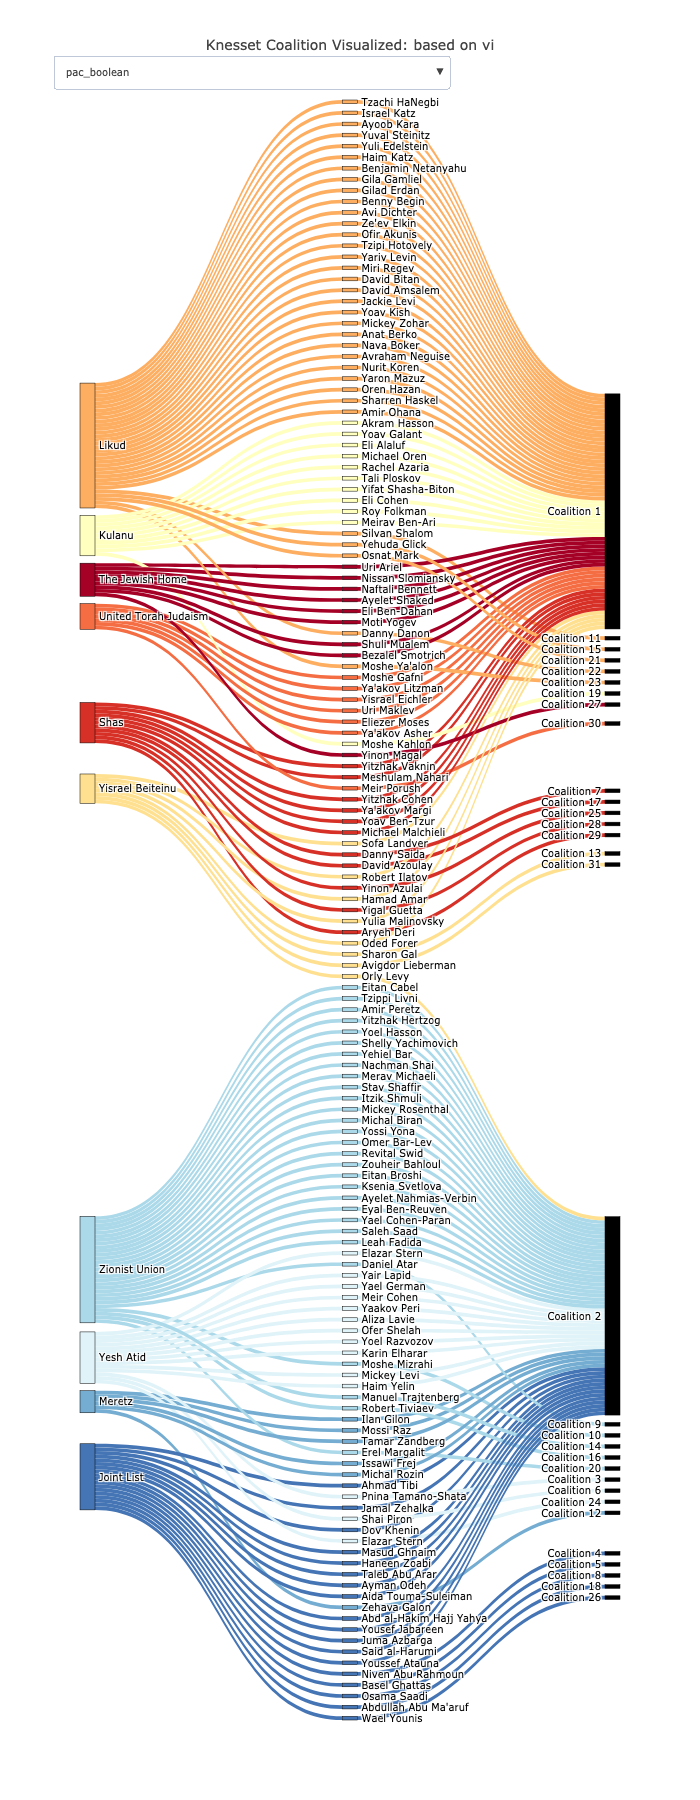 Knesset Coalition Visualized: based on vi
pac_boolean
Tzachi HaNegbi
Israel Katz
Ayoob Kara
Yuval Steinitz
Yuli Edelstein
Haim Katz
Benjamin Netanyahu
Gila Gamliel
Gilad Erdan
Benny Begin
Avi Dichter
Ze'ev Elkin
Ofir Akunis
Tzipi Hotovely
Yariv Levin
Miri Regev
David Bitan
David Amsalem
Jackie Levi
Yoav Kish
Mickey Zohar
Anat Berko
Nava Boker
Avraham Neguise
Nurit Koren
Yaron Mazuz
Oren Hazan
Sharren Haskel
Amir Ohana
Akram Hasson
Yoav Galant
Eli Alaluf
Michael Oren
Rachel Azaria
Tali Ploskov
Yifat Shasha-Biton
Eli Cohen
Roy Folkman
Meirav Ben-Ari
Silvan Shalom
Yehuda Glick
Osnat Mark
Uri Ariel
Nissan Slomiansky
Naftali Bennett
Ayelet Shaked
Eli Ben-Dahan
Moti Yogev
Danny Danon
Shuli Mualem
Bezalel Smotrich
Moshe Ya'alon
Moshe Gafni
Ya'akov Litzman
Yisrael Eichler
Uri Maklev
Eliezer Moses
Ya'akov Asher
Moshe Kahlon
Yinon Magal
Yitzhak Vaknin
Meshulam Nahari
Meir Porush
Yitzhak Cohen
Ya'akov Margi
Yoav Ben-Tzur
Michael Malchieli
Sofa Landver
Danny Saida
David Azoulay
Robert Ilatov
Yinon Azulai
Hamad Amar
Yigal Guetta
Yulia Malinovsky
Aryeh Deri
Oded Forer
Sharon Gal
Avigdor Lieberman
Orly Levy
Eitan Cabel
Tzippi Livni
Amir Peretz
Yitzhak Hertzog
Yoel Hasson
Shelly Yachimovich
Yehiel Bar
Nachman Shai
Merav Michaeli
Stav Shaffir
Itzik Shmuli
Mickey Rosenthal
Michal Biran
Yossi Yona
Omer Bar-Lev
Revital Swid
Zouheir Bahloul
Eitan Broshi
Ksenia Svetlova
Ayelet Nahmias-Verbin
Eyal Ben-Reuven
Yael Cohen-Paran
Saleh Saad
Leah Fadida
Elazar Stern
Daniel Atar
Yair Lapid
Yael German
Meir Cohen
Yaakov Peri
Aliza Lavie
Ofer Shelah
Yoel Razvozov
Karin Elharar
Moshe Mizrahi
Mickey Levi
Haim Yelin
Manuel Trajtenberg
Robert Tiviaev
Ilan Gilon
Mossi Raz
Tamar Zandberg
Erel Margalit
Issawi Frej
Michal Rozin
Ahmad Tibi
Pnina Tamano-Shata
Jamal Zehalka
Shai Piron
Dov Khenin
Elazar Stern
Masud Ghnaim
Haneen Zoabi
Taleb Abu Arar
Ayman Odeh
Aida Touma-Suleiman
Zehava Galon
Abd al-Hakim Hajj Yahya
Yousef Jabareen
Juma Azbarga
Said al-Harumi
Youssef Atauna
Niven Abu Rahmoun
Basel Ghattas
Osama Saadi
Abdullah Abu Ma'aruf
Wael Younis
Likud
Kulanu
The Jewish Home
United Torah Judaism
Shas
Yisrael Beiteinu
Zionist Union
Yesh Atid
Meretz
Joint List
Coalition 1
Coalition 11
Coalition 15
Coalition 21
Coalition 22
Coalition 23
Coalition 19
Coalition 27
Coalition 30
Coalition 7
Coalition 17
Coalition 25
Coalition 28
Coalition 29
Coalition 13
Coalition 31
Coalition 2
Coalition 9
Coalition 10
Coalition 14
Coalition 16
Coalition 20
Coalition 3
Coalition 6
Coalition 24
Coalition 12
Coalition 4
Coalition 5
Coalition 8
Coalition 18
Coalition 26